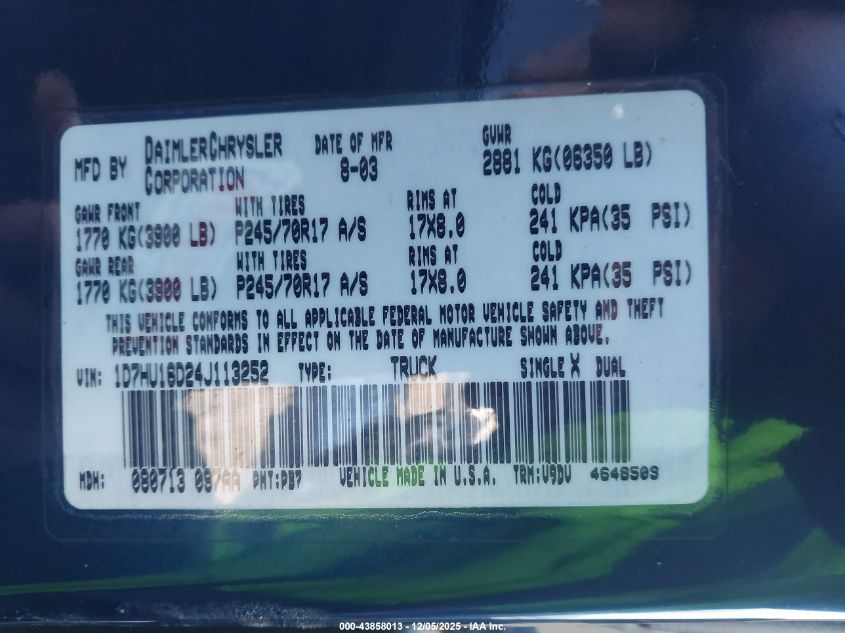 MFD BY DAIMLERCHRYSLER CORPORATION DATE OF MFR 8-03 GVWR 2881 KG(06350 LB)
GAWR FRONT WITH TIRES RIMS AT COLD
1770 KG(3900 LB) P245/70R17 A/S 17X8.0 241 KPA(35 PSI)
GAWR REAR WITH TIRES RIMS AT COLD
1770 KG(3900 LB) P245/70R17 A/S 17X8.0 241 KPA(35 PSI)
THIS VEHICLE CONFORMS TO ALL APPLICABLE FEDERAL MOTOR VEHICLE SAFETY AND THEFT
PREVENTION STANDARDS IN EFFECT ON THE DATE OF MANUFACTURE SHOWN ABOVE.
VIN: 1D7HU16D24J113252 TYPE: TRUCK SINGLE X DUAL
MDH: 080713 PNT:PB7 VEHICLE MADE IN U.S.A. TRM:V9DV 4648509
000-43858013 - 12/05/2025 - IAA Inc.